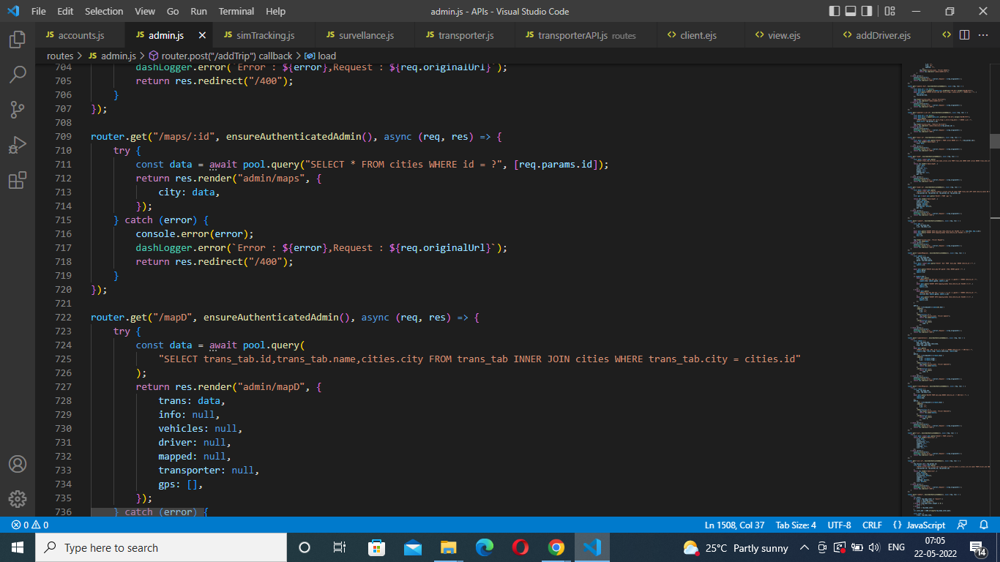 File Edit Selection View Go Run Terminal Help admin.js - APIs - Visual Studio Code
JS accounts.js JS admin.js JS simTracking.js JS survellance.js JS transporter.js JS transporterAPI.js routes <> client.ejs <> view.ejs <> addDriver.ejs <>
routes > JS admin.js > router.post("/addTrip") callback > load
704 dashLogger.error(`Error : ${error},Request : ${req.originalUrl}`);
705 return res.redirect("/400");
706 }
707 });
708
709 router.get("/maps/:id", ensureAuthenticatedAdmin(), async (req, res) => {
710 try {
711 const data = await pool.query("SELECT * FROM cities WHERE id = ?", [req.params.id]);
712 return res.render("admin/maps", {
713 city: data,
714 });
715 } catch (error) {
716 console.error(error);
717 dashLogger.error(`Error : ${error},Request : ${req.originalUrl}`);
718 return res.redirect("/400");
719 }
720 });
721
722 router.get("/mapD", ensureAuthenticatedAdmin(), async (req, res) => {
723 try {
724 const data = await pool.query(
725 "SELECT trans_tab.id,trans_tab.name,cities.city FROM trans_tab INNER JOIN cities WHERE trans_tab.city = cities.id"
726 );
727 return res.render("admin/mapD", {
728 trans: data,
729 info: null,
730 vehicles: null,
731 driver: null,
732 mapped: null,
733 transporter: null,
734 gps: [],
735 });
736 } catch (error) {
0 0 Ln 1508, Col 37 Tab Size: 4 UTF-8 CRLF {} JavaScript
Type here to search 25°C Partly sunny ENG 07:05
22-05-2022 14